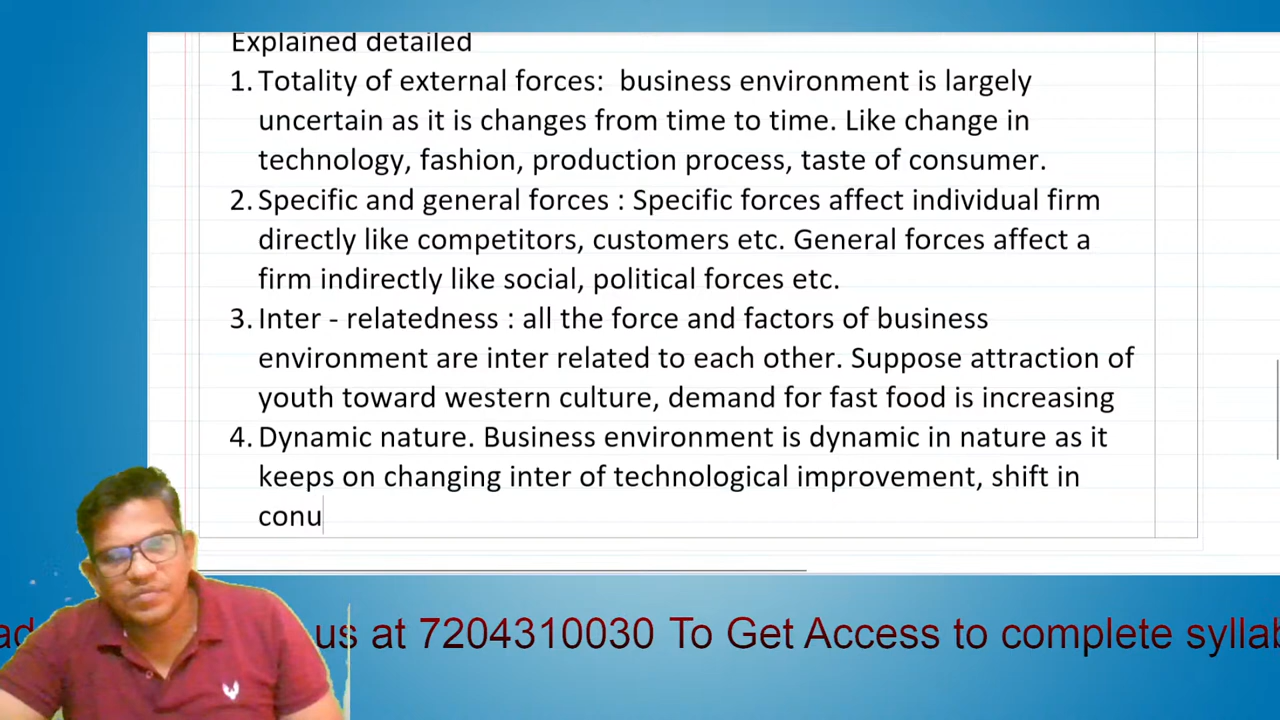 Explained detailed
1. Totality of external forces:  business environment is largely
uncertain as it is changes from time to time. Like change in
technology, fashion, production process, taste of consumer.
2. Specific and general forces : Specific forces affect individual firm
directly like competitors, customers etc. General forces affect a
firm indirectly like social, political forces etc.
3. Inter - relatedness : all the force and factors of business
environment are inter related to each other. Suppose attraction of
youth toward western culture, demand for fast food is increasing
4. Dynamic nature. Business environment is dynamic in nature as it
keeps on changing inter of technological improvement, shift in
conu
us at 7204310030 To Get Access to complete